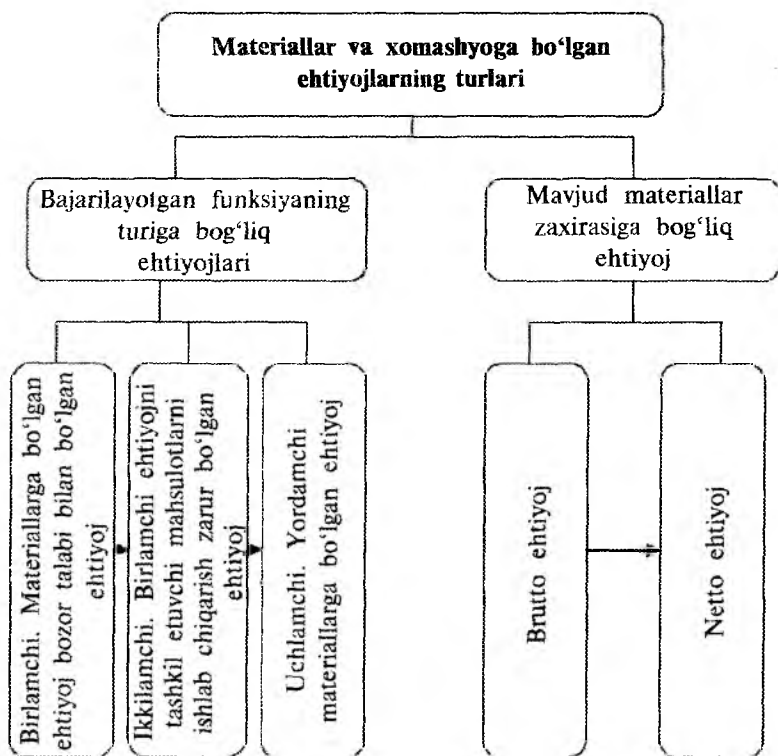 Materiallar va xomashyoga bo‘lgan
ehtiyojlarning turlari
Bajarilayotgan funksiyaning
turiga bog‘liq
ehtiyojlari
Mavjud materiallar
zaxirasiga bog‘liq
ehtiyoj
Birlamchi. Materiallarga bo‘lgan
ehtiyoj bozor talabi bilan bo‘lgan
ehtiyoj
Ikkilamchi. Birlamchi ehtiyojni
tashkil etuvchi mahsulotlarni
ishlab chiqarish zarur bo‘lgan
ehtiyoj
Uchlamchi. Yordamchi
materiallarga bo‘lgan ehtiyoj
Brutto ehtiyoj
Netto ehtiyoj